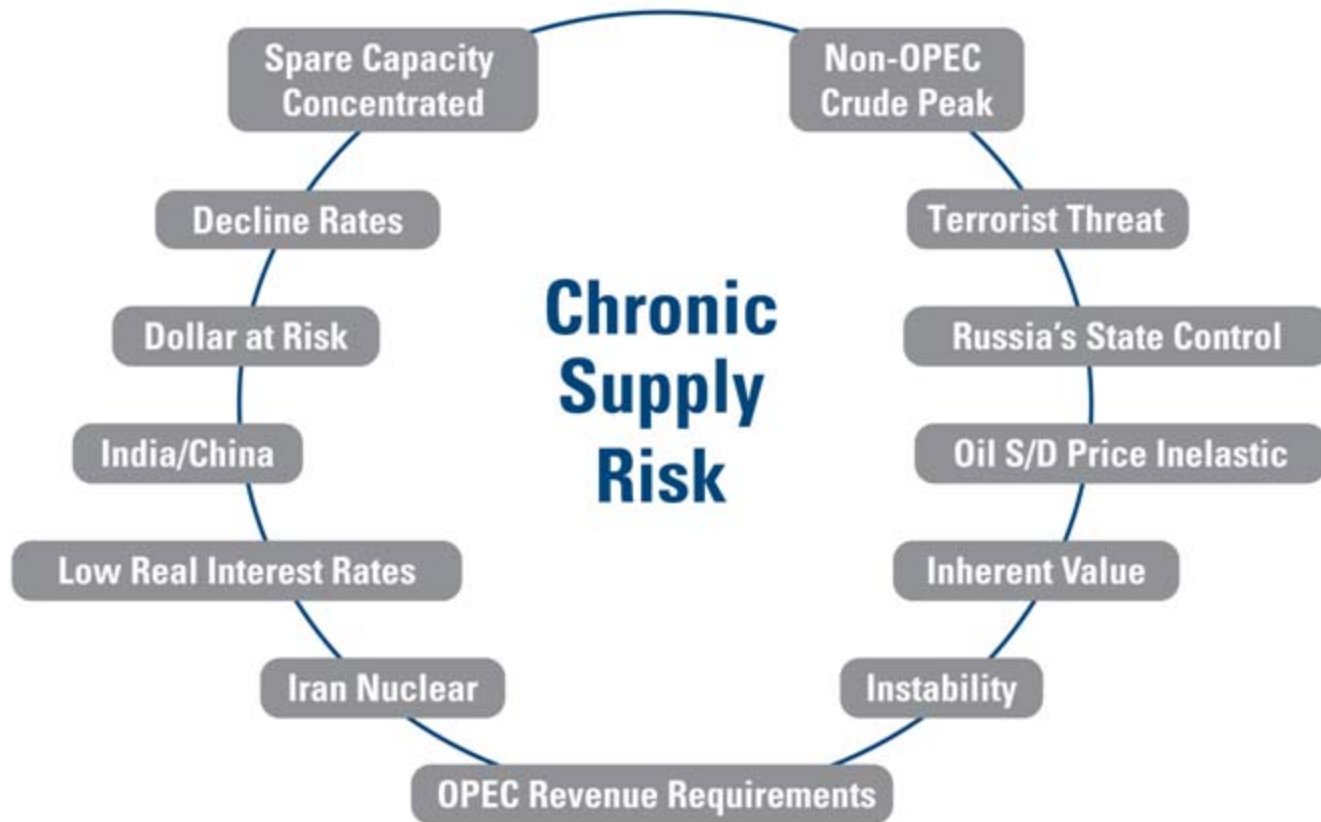 Spare Capacity
Concentrated
Non-OPEC
Crude Peak
Decline Rates
Terrorist Threat
Dollar at Risk
Russia's State Control
Chronic
Supply
Risk
India/China
Oil S/D Price Inelastic
Low Real Interest Rates
Inherent Value
Iran Nuclear
Instability
OPEC Revenue Requirements